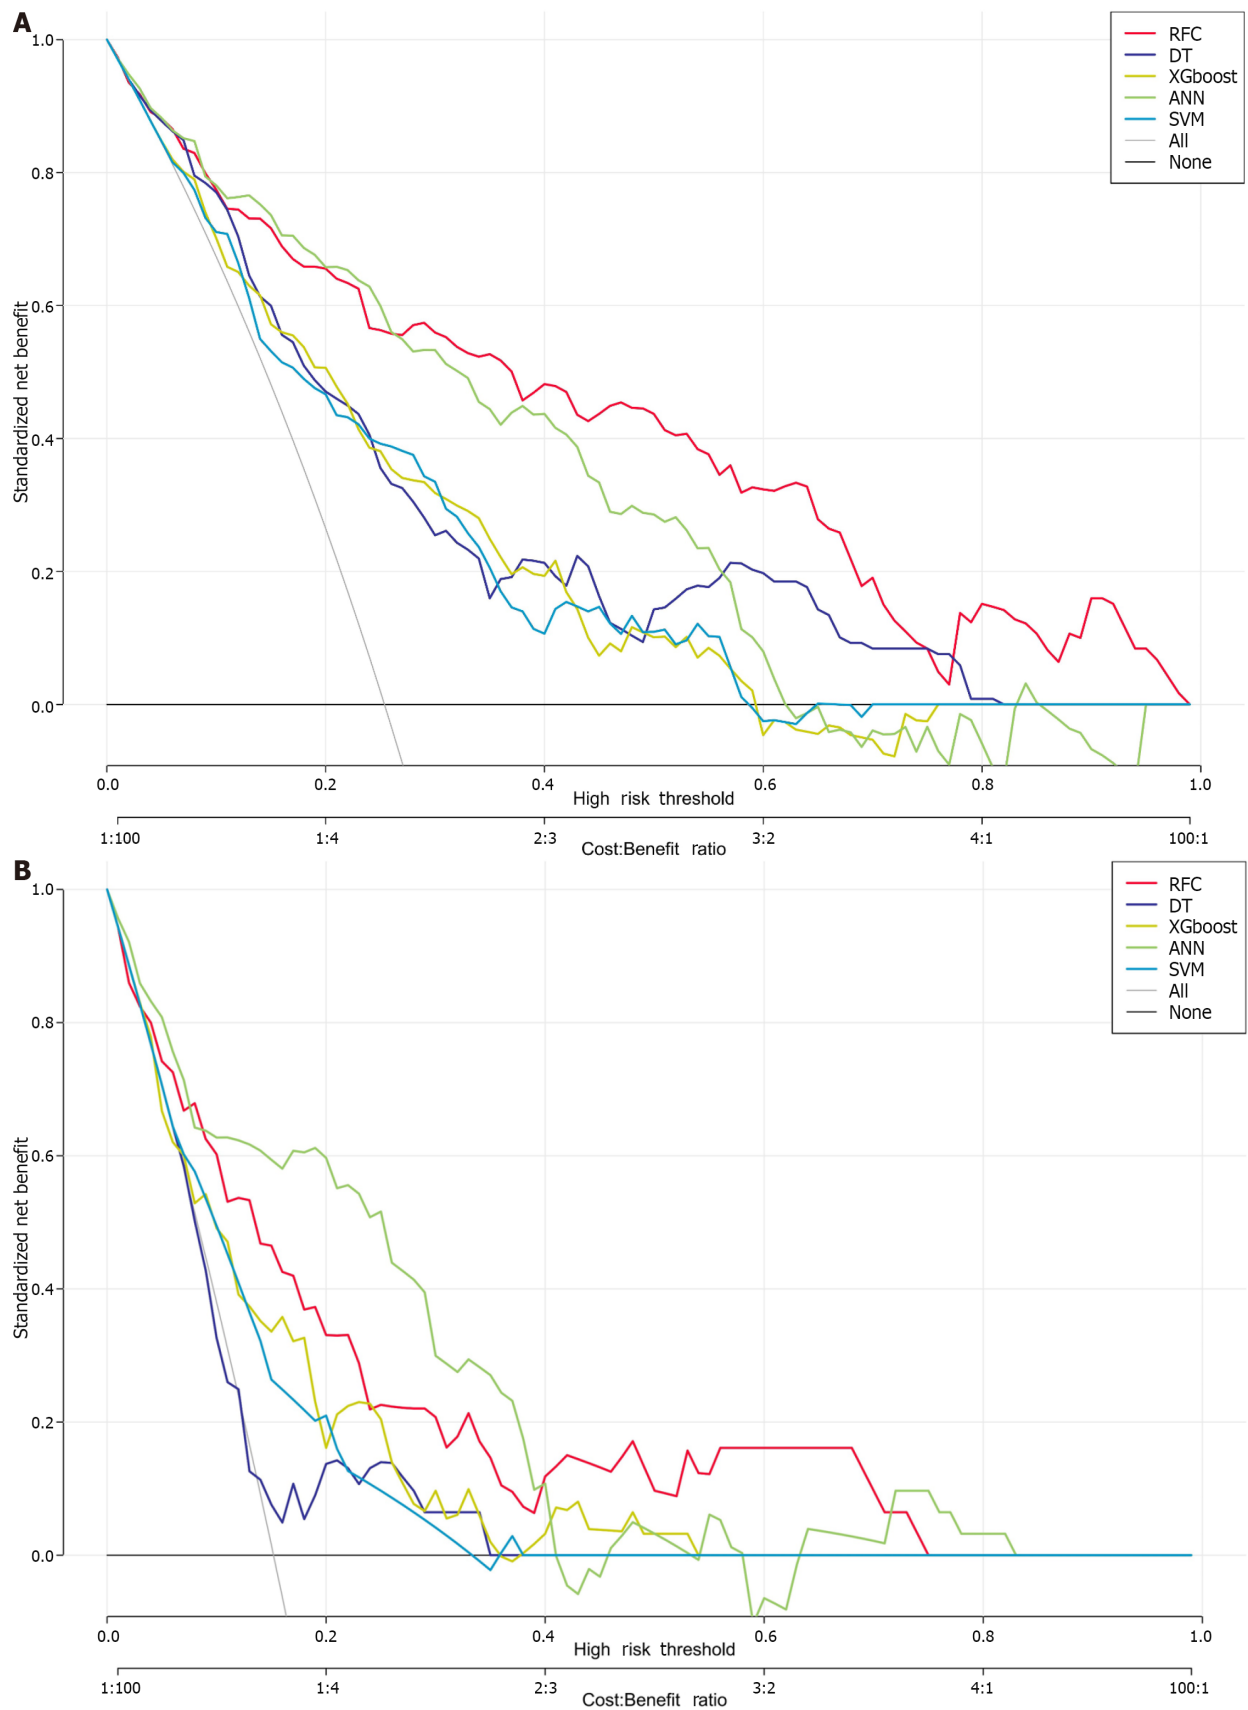 A
RFC
DT
XGboost
ANN
SVM
All
None
Standardized net benefit
1.0
0.8
0.6
0.4
0.2
0.0
0.0 0.2 0.4 0.6 0.8 1.0
High risk threshold
1:100 1:4 2:3 3:2 4:1 100:1
Cost:Benefit ratio
B
RFC
DT
XGboost
ANN
SVM
All
None
Standardized net benefit
1.0
0.8
0.6
0.4
0.2
0.0
0.0 0.2 0.4 0.6 0.8 1.0
High risk threshold
1:100 1:4 2:3 3:2 4:1 100:1
Cost:Benefit ratio